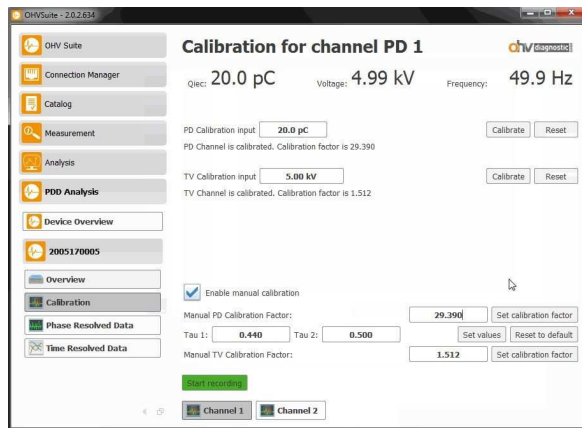 OHVSuite - 2.0.2.634
OHV Suite
Connection Manager
Catalog
Measurement
Analysis
PDD Analysis
Device Overview
2005170005
Overview
Calibration
Phase Resolved Data
Time Resolved Data
Calibration for channel PD 1
ohv diagnostic
Qiec: 20.0 pC Voltage: 4.99 kV Frequency: 49.9 Hz
PD Calibration input 20.0 pC Calibrate Reset
PD Channel is calibrated. Calibration factor is 29.390
TV Calibration input 5.00 kV Calibrate Reset
TV Channel is calibrated. Calibration factor is 1.512
Enable manual calibration
Manual PD Calibration Factor: 29.390 Set calibration factor
Tau 1: 0.440 Tau 2: 0.500 Set values Reset to default
Manual TV Calibration Factor: 1.512 Set calibration factor
Start recording
Channel 1 Channel 2